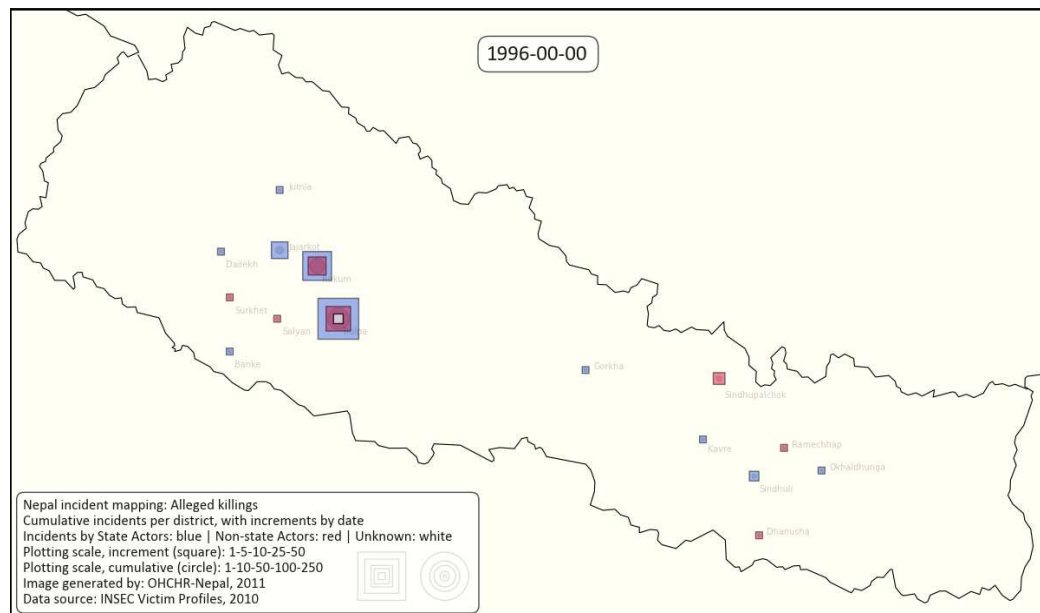 1996-00-00
Jumla
Jajarkot
Dailekh
Rukum
Surkhet
Salyan
Rolpa
Banke
Gorkha
Sindhupalchok
Kavre
Ramechhap
Okhaldhunga
Sindhuli
Dhanusha
Nepal incident mapping: Alleged killings
Cumulative incidents per district, with increments by date
Incidents by State Actors: blue | Non-state Actors: red | Unknown: white
Plotting scale, increment (square): 1-5-10-25-50
Plotting scale, cumulative (circle): 1-10-50-100-250
Image generated by: OHCHR-Nepal, 2011
Data source: INSEC Victim Profiles, 2010